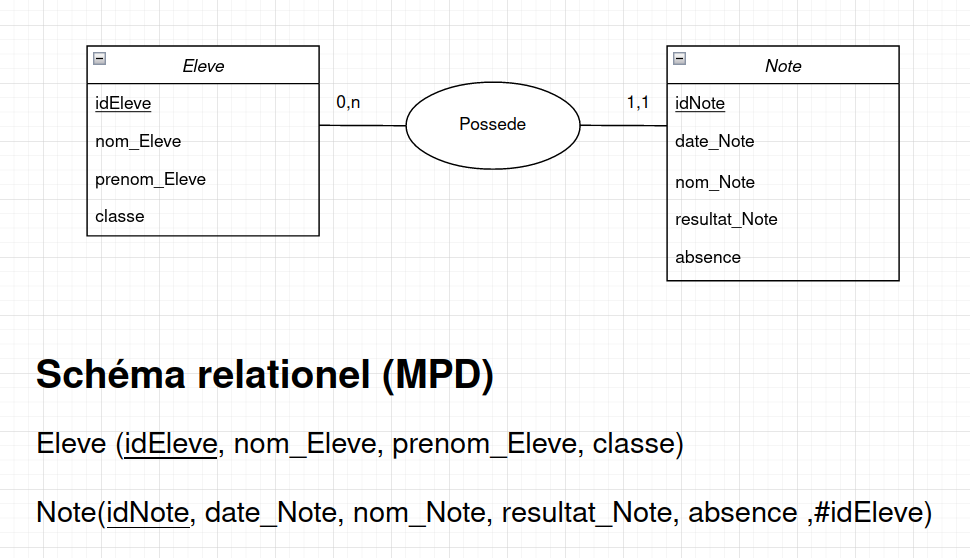 Eleve
idEleve
nom_Eleve
prenom_Eleve
classe
0,n
Possede
1,1
Note
idNote
date_Note
nom_Note
resultat_Note
absence
Schéma relationel (MPD)
Eleve (idEleve, nom_Eleve, prenom_Eleve, classe)
Note(idNote, date_Note, nom_Note, resultat_Note, absence ,#idEleve)